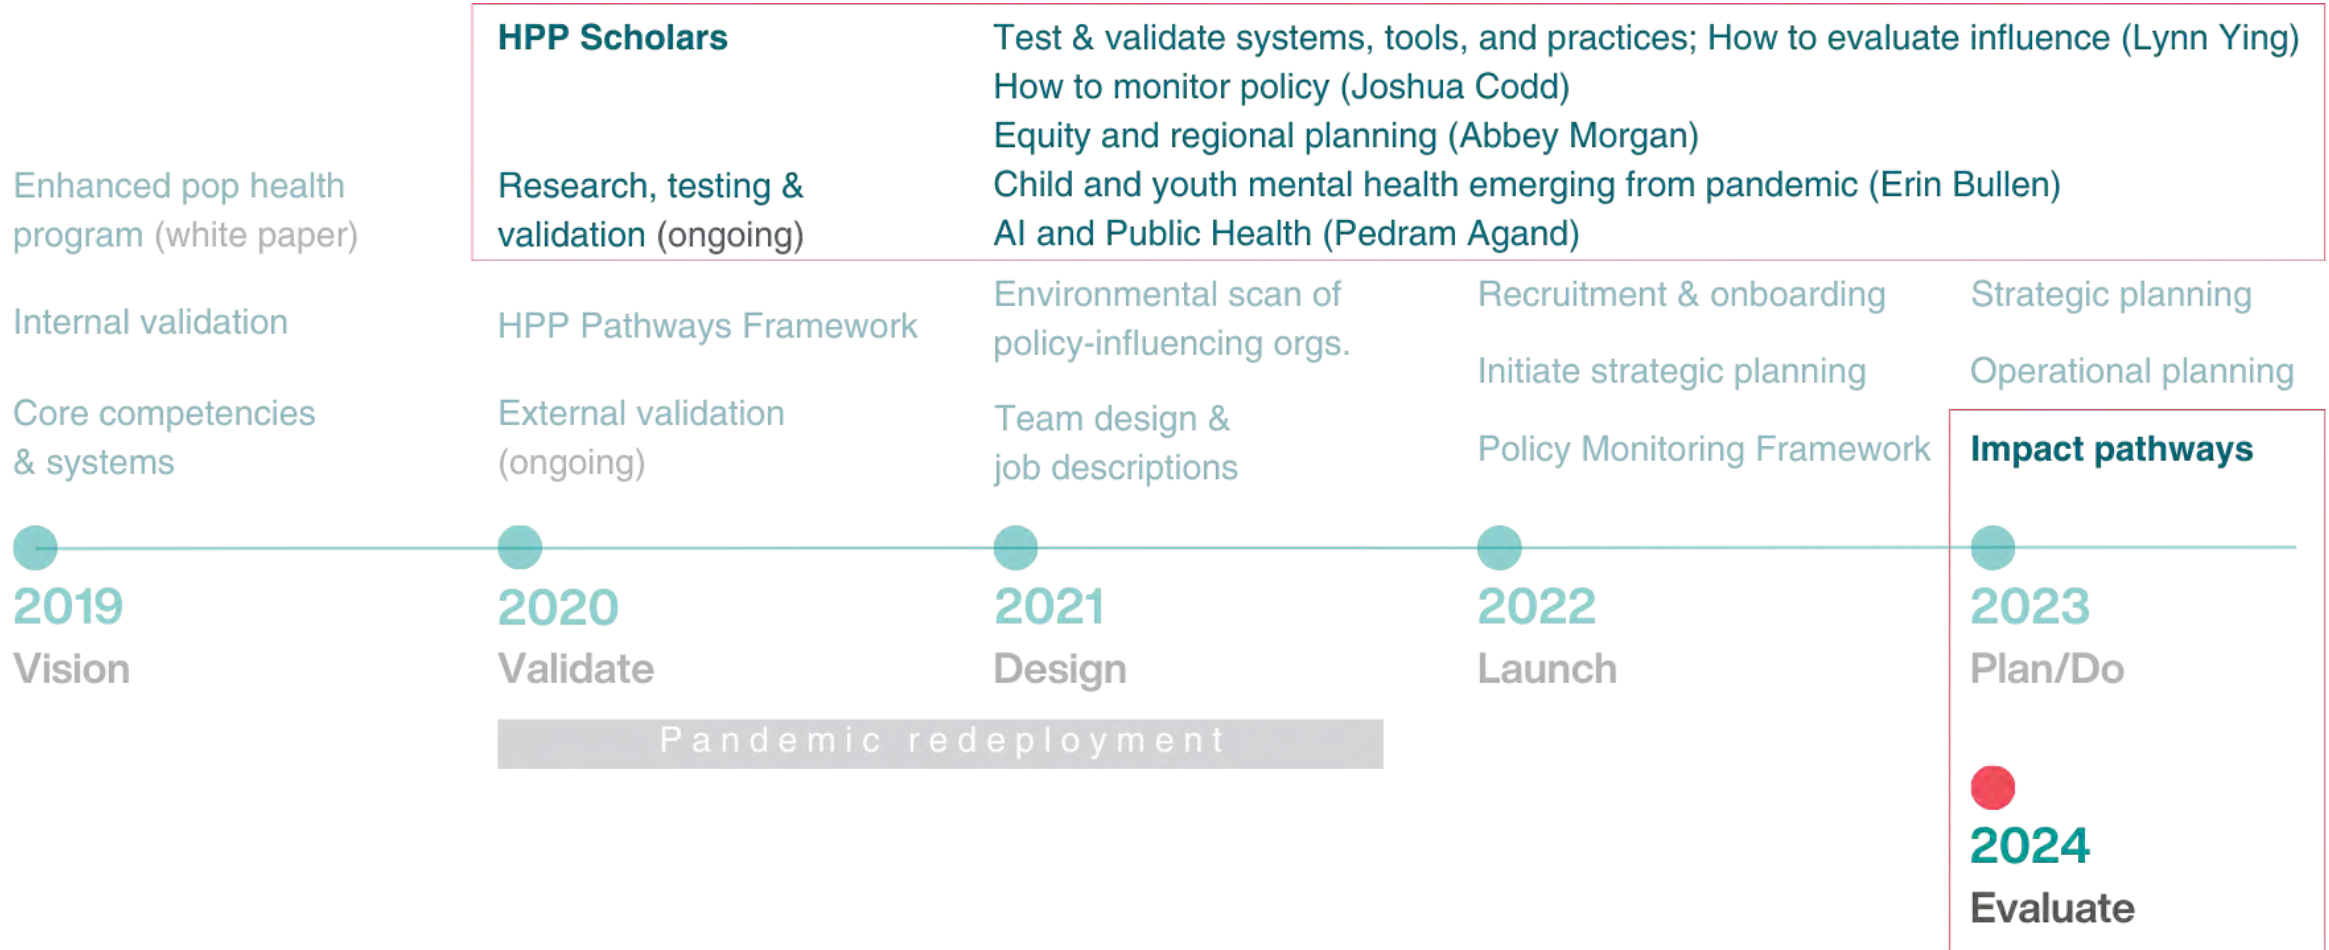 HPP Scholars
Test & validate systems, tools, and practices; How to evaluate influence (Lynn Ying)
How to monitor policy (Joshua Codd)
Equity and regional planning (Abbey Morgan)
Research, testing &
validation (ongoing)
Child and youth mental health emerging from pandemic (Erin Bullen)
AI and Public Health (Pedram Agand)
Enhanced pop health
program (white paper)
Internal validation
Core competencies
& systems
HPP Pathways Framework
External validation
(ongoing)
Environmental scan of
policy-influencing orgs.
Team design &
job descriptions
Recruitment & onboarding
Initiate strategic planning
Policy Monitoring Framework
Strategic planning
Operational planning
Impact pathways
2019
Vision
2020
Validate
2021
Design
2022
Launch
2023
Plan/Do
Pandemic redeployment
2024
Evaluate